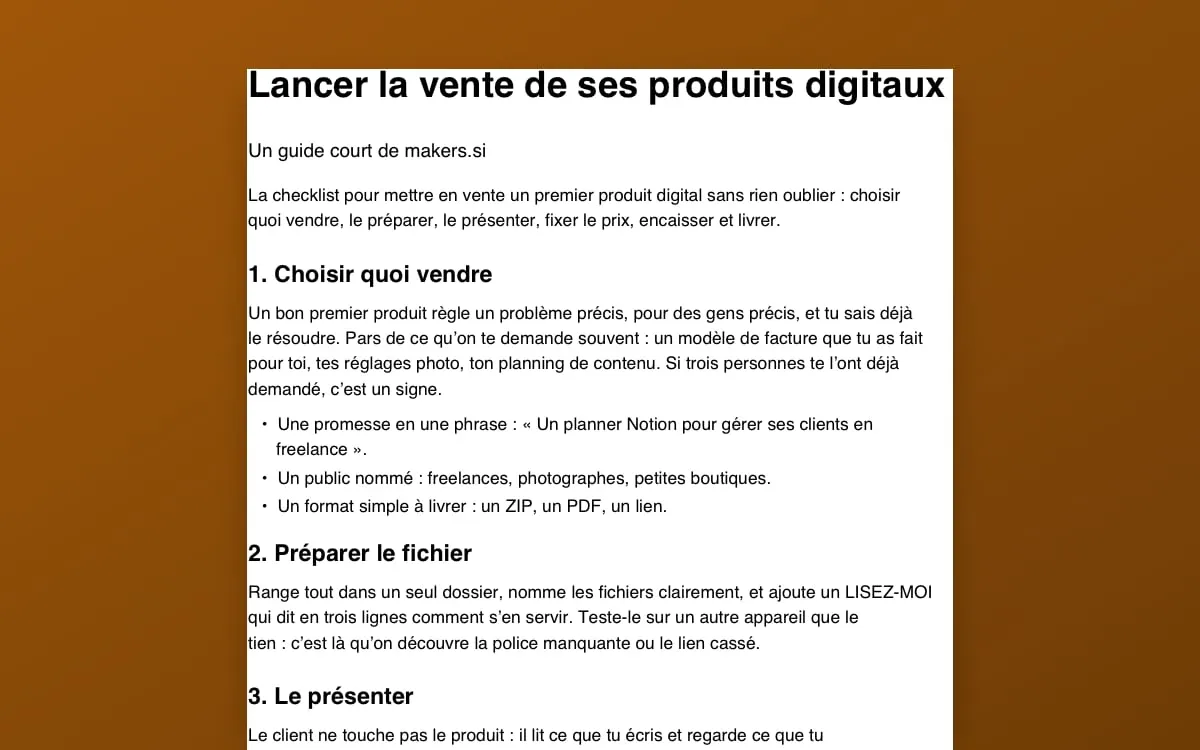 Lancer la vente de ses produits digitaux
Un guide court de makers.si
La checklist pour mettre en vente un premier produit digital sans rien oublier : choisir
quoi vendre, le préparer, le présenter, fixer le prix, encaisser et livrer.
1. Choisir quoi vendre
Un bon premier produit règle un problème précis, pour des gens précis, et tu sais déjà
le résoudre. Pars de ce qu’on te demande souvent : un modèle de facture que tu as fait
pour toi, tes réglages photo, ton planning de contenu. Si trois personnes te l’ont déjà
demandé, c’est un signe.
• Une promesse en une phrase : « Un planner Notion pour gérer ses clients en
freelance ».
• Un public nommé : freelances, photographes, petites boutiques.
• Un format simple à livrer : un ZIP, un PDF, un lien.
2. Préparer le fichier
Range tout dans un seul dossier, nomme les fichiers clairement, et ajoute un LISEZ-MOI
qui dit en trois lignes comment s’en servir. Teste-le sur un autre appareil que le
tien : c’est là qu’on découvre la police manquante ou le lien cassé.
3. Le présenter
Le client ne touche pas le produit : il lit ce que tu écris et regarde ce que tu